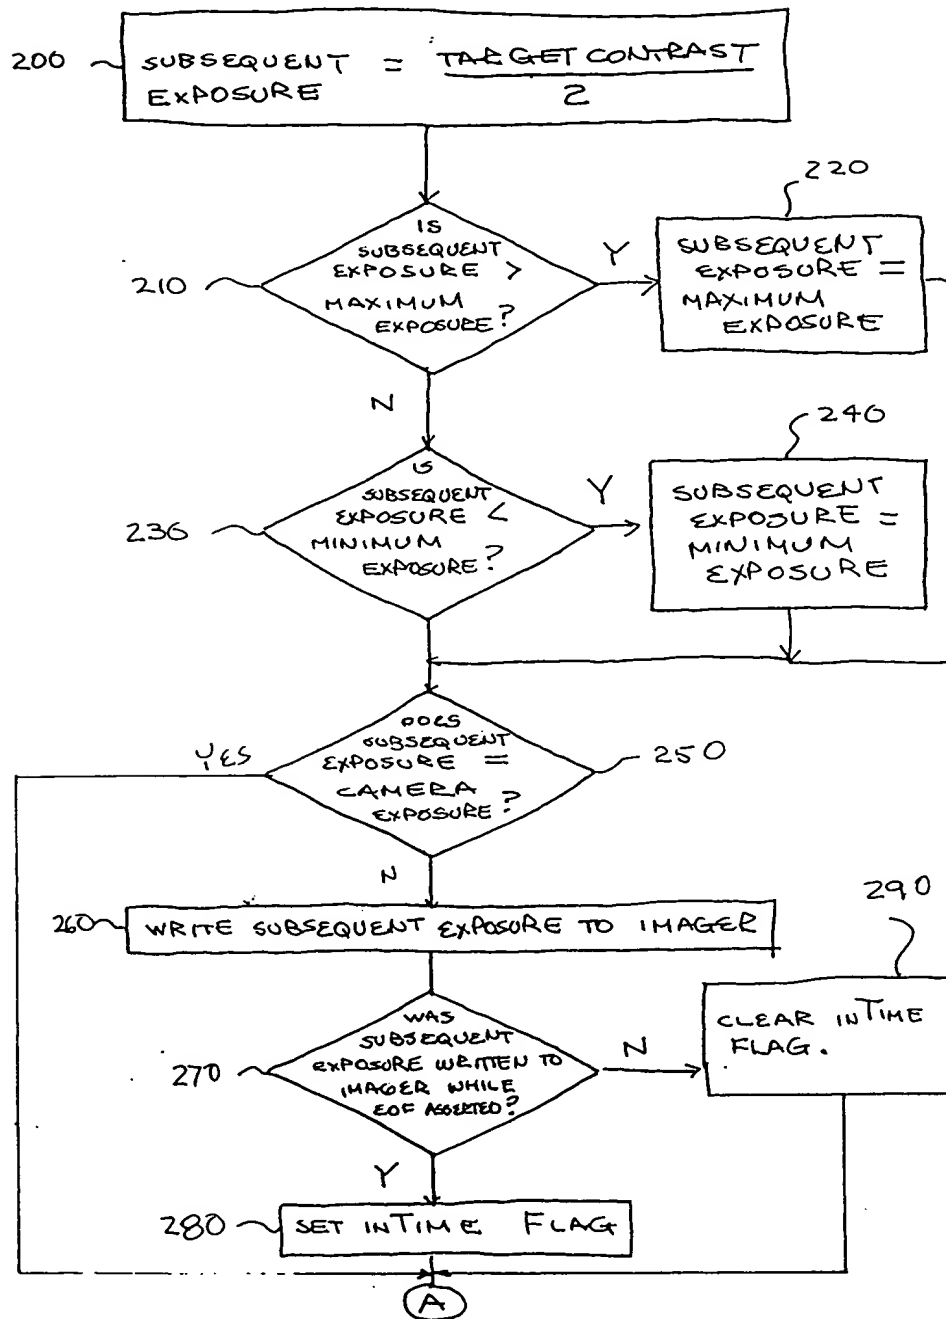 200
SUBSEQUENT = TARGET CONTRAST
EXPOSURE 2
220
IS
SUBSEQUENT
EXPOSURE >
MAXIMUM
EXPOSURE?
210
Y
SUBSEQUENT
EXPOSURE =
MAXIMUM
EXPOSURE
N
240
IS
SUBSEQUENT
EXPOSURE <
MINIMUM
EXPOSURE?
230
Y
SUBSEQUENT
EXPOSURE =
MINIMUM
EXPOSURE
DOES
SUBSEQUENT
EXPOSURE =
CAMERA
EXPOSURE?
YES
250
N
260
WRITE SUBSEQUENT EXPOSURE TO IMAGER
290
WAS
SUBSEQUENT
EXPOSURE WRITTEN TO
IMAGER WHILE
EOF ASSERTED?
270
N
CLEAR INTIME
FLAG.
Y
280
SET INTIME FLAG
A